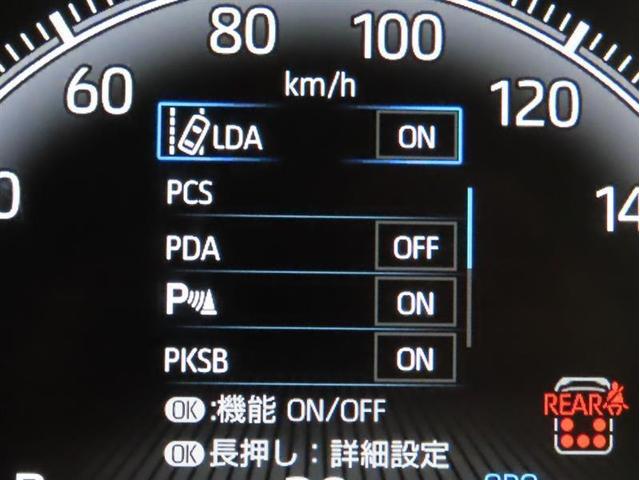 80
100
60
km/h
120
LDA ON
PCS
PDA OFF
P ON
PKSB ON
OK:機能 ON/OFF
REAR
OK長押し:詳細設定